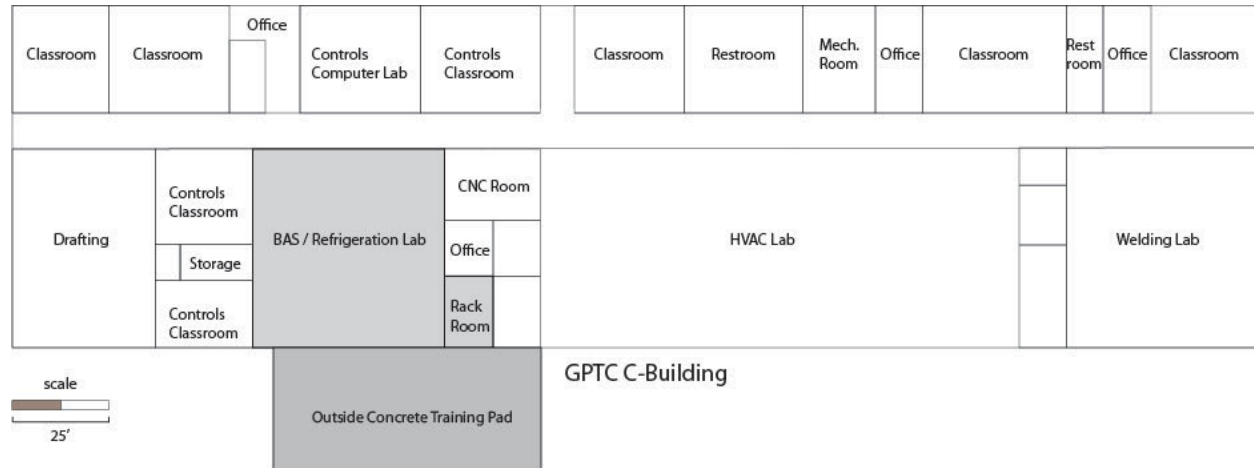 Classroom
Classroom
Office
Controls
Computer Lab
Controls
Classroom
Classroom
Restroom
Mech.
Room
Office
Classroom
Rest
room
Office
Classroom
Drafting
Controls
Classroom
Storage
Controls
Classroom
BAS / Refrigeration Lab
CNC Room
Office
Rack
Room
HVAC Lab
Welding Lab
scale
25’
Outside Concrete Training Pad
GPTC C-Building